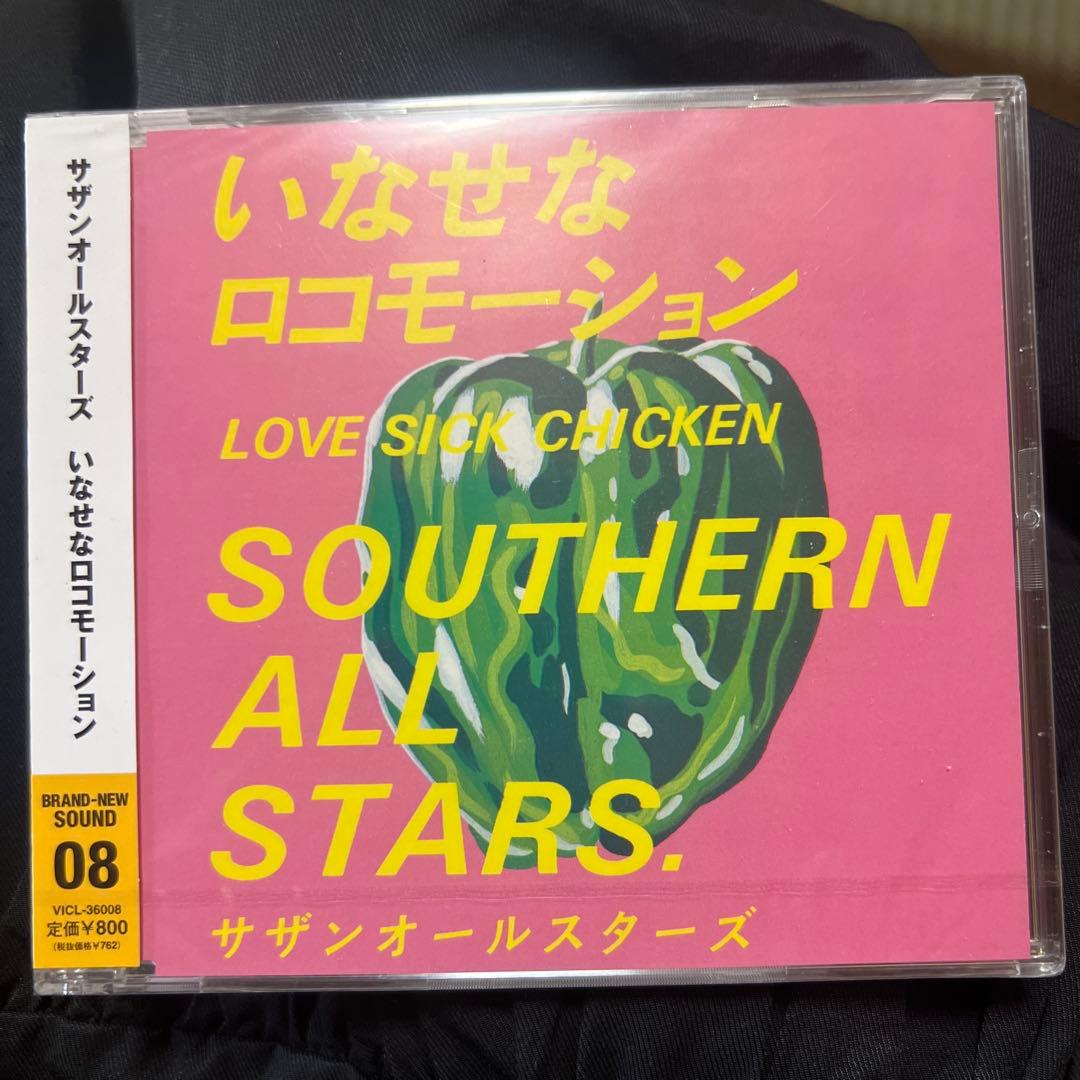 サザンオールスターズ いなせなロコモーション
BRAND-NEW
SOUND
08
VICL-36008
定価¥800
(税抜価格¥762)
いなせな
ロコモーション
LOVE SICK CHICKEN
SOUTHERN
ALL
STARS.
サザンオールスターズ